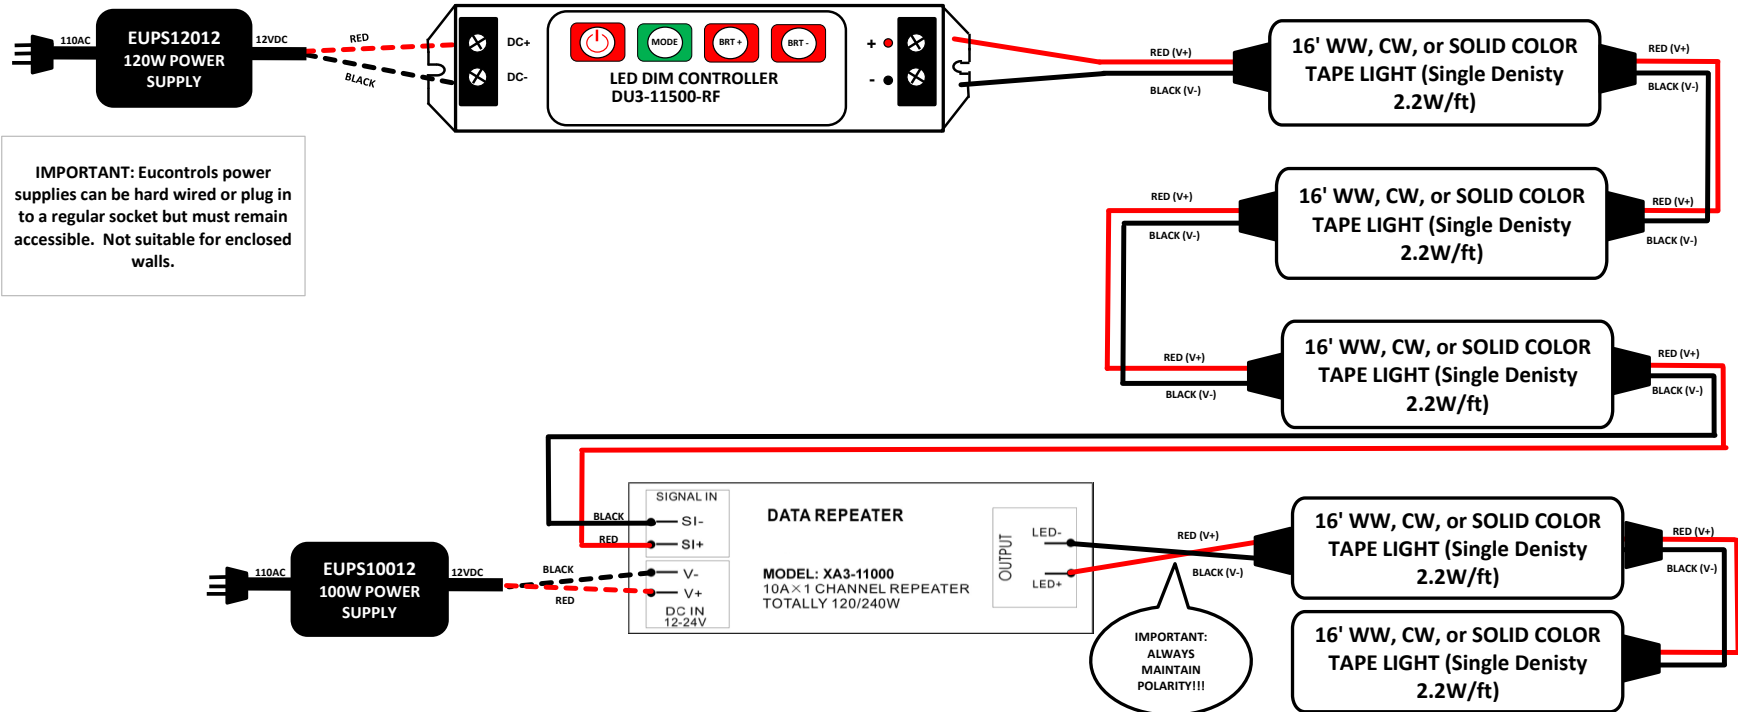 110AC
EUPS12012
120W POWER
SUPPLY
12VDC
RED
BLACK
DC+
DC-
MODE
BRT +
BRT -
LED DIM CONTROLLER
DU3-11500-RF
+
-
RED (V+)
BLACK (V-)
16' WW, CW, or SOLID COLOR
TAPE LIGHT (Single Denisty
2.2W/ft)
RED (V+)
BLACK (V-)
IMPORTANT: Eucontrols power
supplies can be hard wired or plug in
to a regular socket but must remain
accessible.  Not suitable for enclosed
walls.
RED (V+)
BLACK (V-)
16' WW, CW, or SOLID COLOR
TAPE LIGHT (Single Denisty
2.2W/ft)
RED (V+)
BLACK (V-)
RED (V+)
BLACK (V-)
16' WW, CW, or SOLID COLOR
TAPE LIGHT (Single Denisty
2.2W/ft)
RED (V+)
BLACK (V-)
BLACK
RED
SIGNAL IN
SI-
SI+
V-
V+
DC IN
12-24V
DATA REPEATER
MODEL: XA3-11000
10A×1 CHANNEL REPEATER
TOTALLY 120/240W
OUTPUT
LED-
LED+
110AC
EUPS10012
100W POWER
SUPPLY
12VDC
BLACK
RED
RED (V+)
BLACK (V-)
IMPORTANT:
ALWAYS
MAINTAIN
POLARITY!!!
16' WW, CW, or SOLID COLOR
TAPE LIGHT (Single Denisty
2.2W/ft)
RED (V+)
BLACK (V-)
16' WW, CW, or SOLID COLOR
TAPE LIGHT (Single Denisty
2.2W/ft)